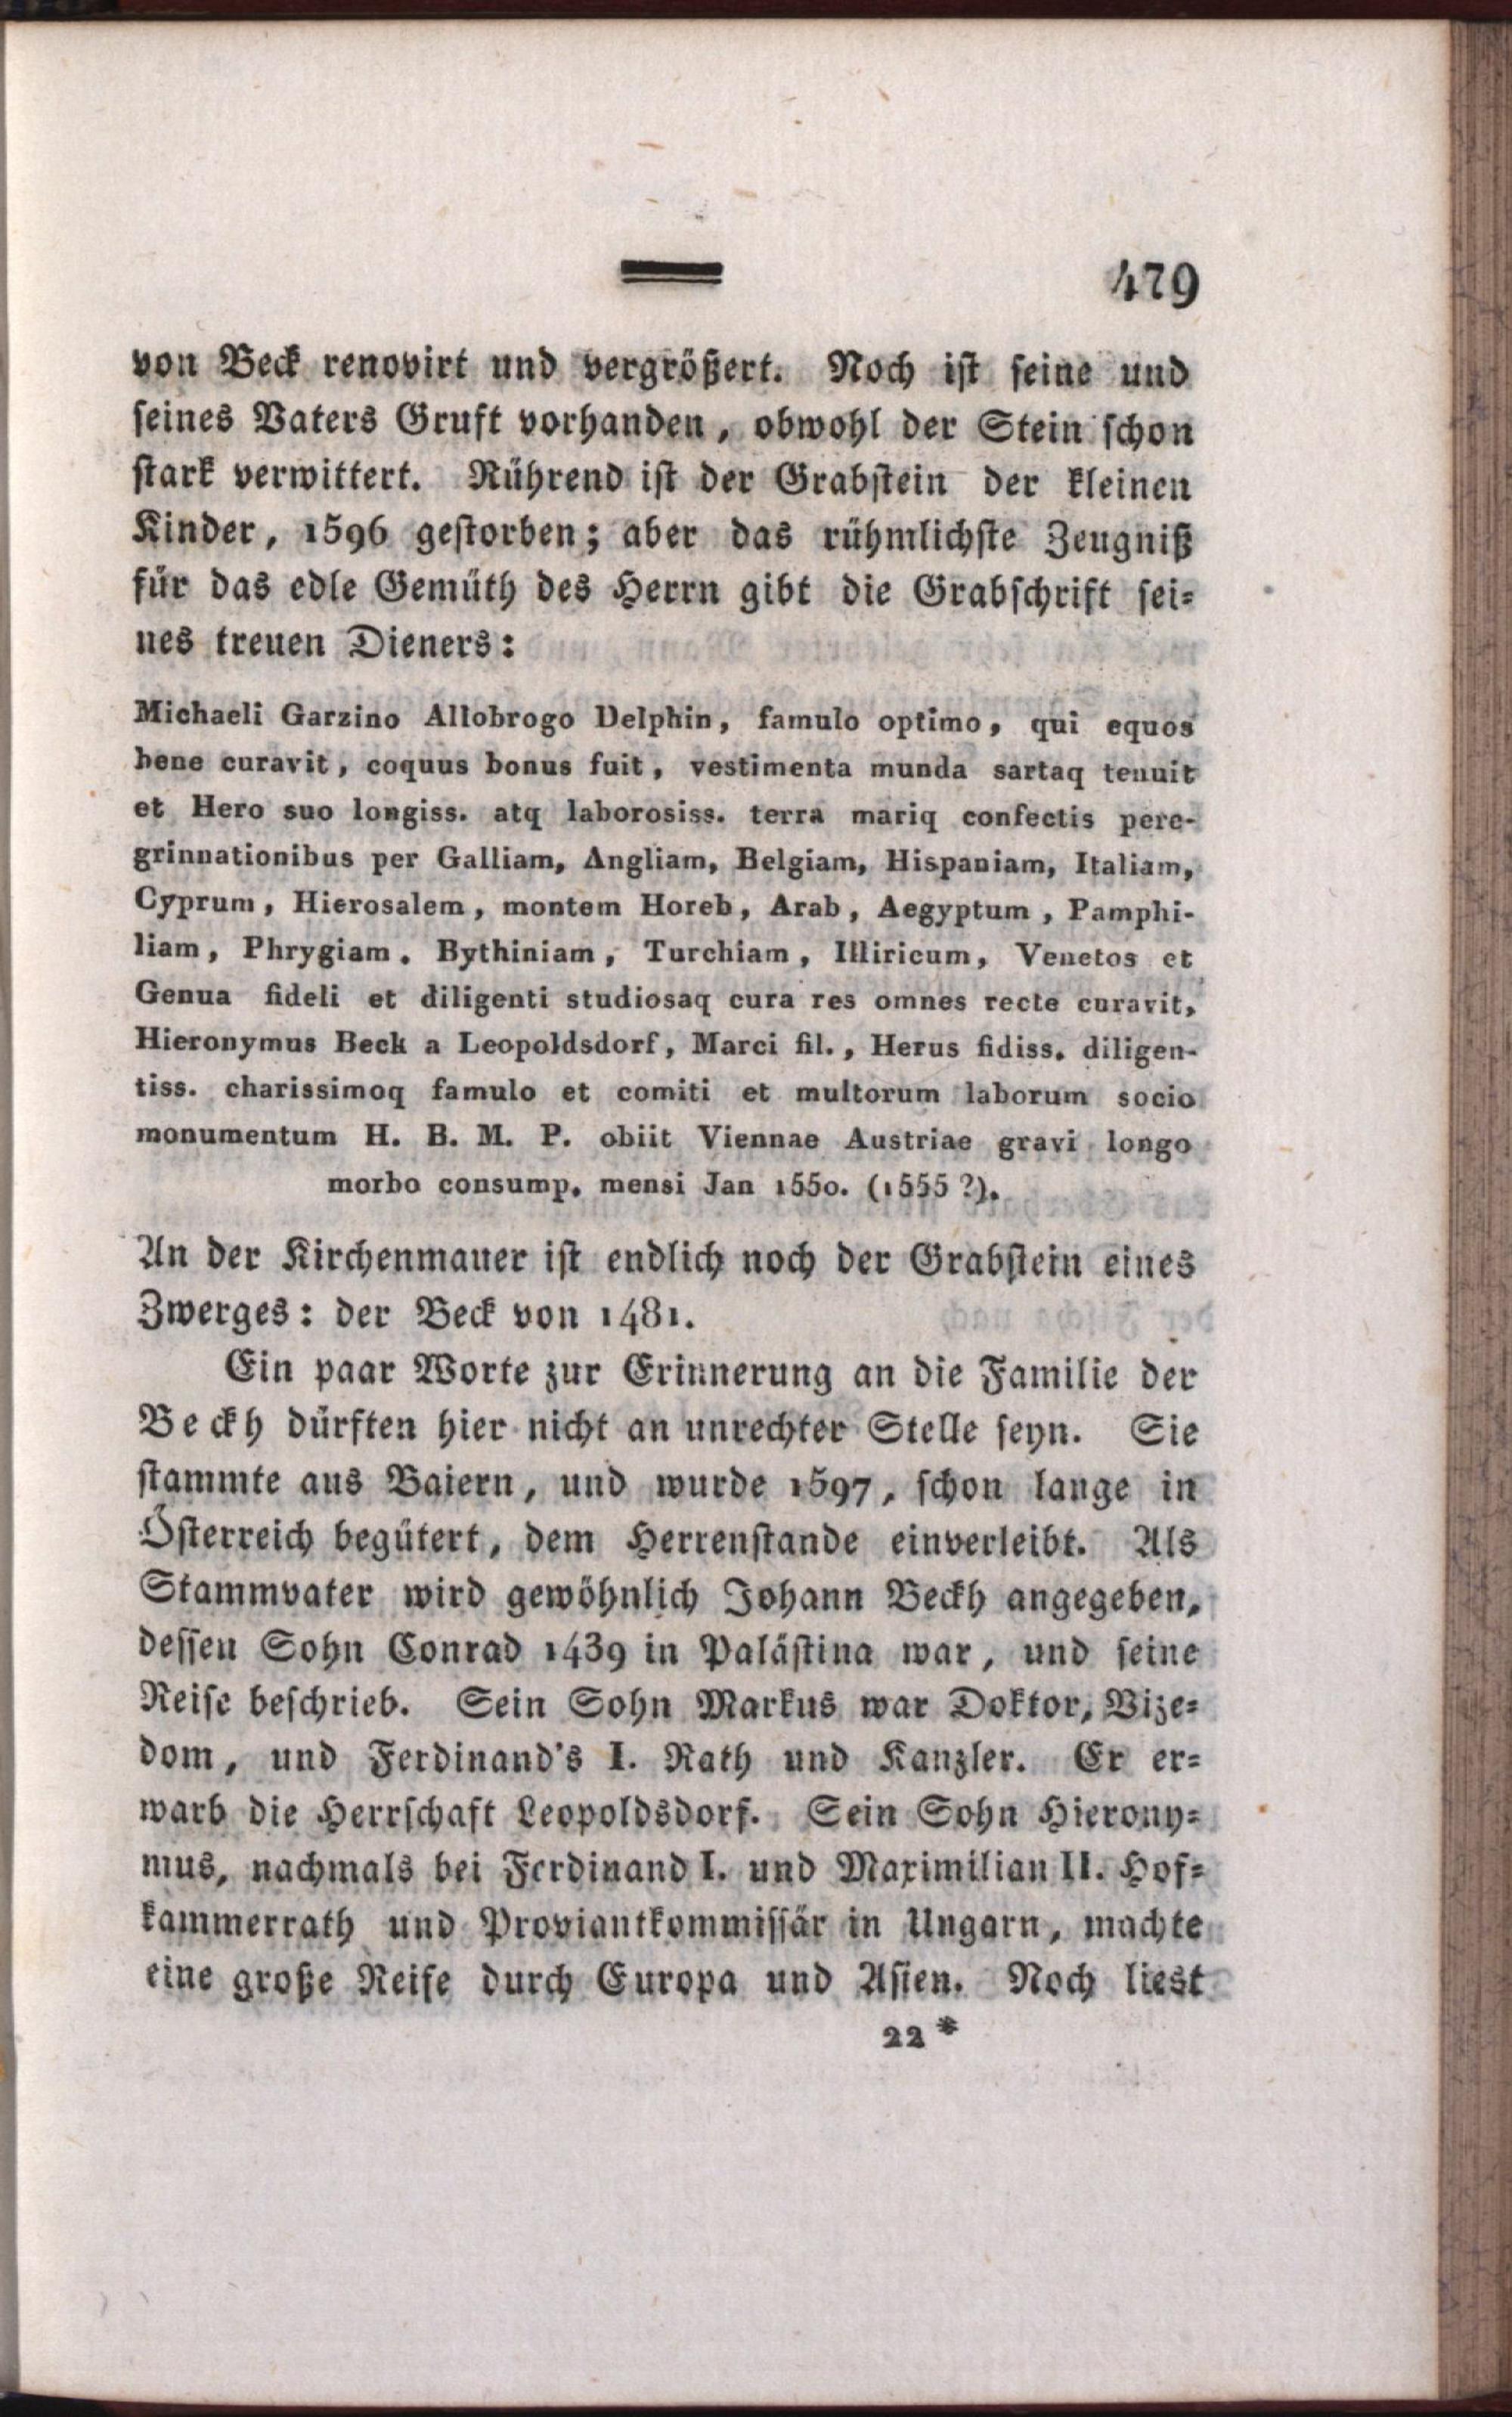 479
von Beck renovirt und vergrößert. Noch ist seine und
seines Vaters Gruft vorhanden, obwohl der Stein schon
stark verwittert. Rührend ist der Grabstein der kleinen
Kinder, 1596 gestorben; aber das rühmlichste Zeugniß
für das edle Gemüth des Herrn gibt die Grabschrift sei-
nes treuen Dieners:
Michaeli Garzino Allobrogo Delphin, famulo optimo, qui equos
bene curavit, coquus bonus fuit, vestimenta munda sartaq tenuit
et Hero suo longiss. atq laborosiss. terra mariq confectis pere-
grinnationibus per Galliam, Angliam, Belgiam, Hispaniam, Italiam,
Cyprum, Hierosalem, montem Horeb, Arab, Aegyptum, Pamphi-
liam, Phrygiam. Bythiniam, Turchiam, Illiricum, Venetos et
Genua fideli et diligenti studiosaq cura res omnes recte curavit,
Hieronymus Beck a Leopoldsdorf, Marci fil., Herus fidiss. diligen-
tiss. charissimoq famulo et comiti et multorum laborum socio
monumentum H. B. M. P. obiit Viennae Austriae gravi longo
morbo consump. mensi Jan 1550. (1555?).
An der Kirchenmauer ist endlich noch der Grabstein eines
Zwerges: der Beck von 1481.
Ein paar Worte zur Erinnerung an die Familie der
Beckh dürften hier nicht an unrechter Stelle seyn. Sie
stammte aus Baiern, und wurde 1597, schon lange in
Österreich begütert, dem Herrenstande einverleibt. Als
Stammvater wird gewöhnlich Johann Beckh angegeben,
dessen Sohn Conrad 1439 in Palästina war, und seine
Reise beschrieb. Sein Sohn Markus war Doktor, Vize-
dom, und Ferdinand's I. Rath und Kanzler. Er er-
warb die Herrschaft Leopoldsdorf. Sein Sohn Hierony-
mus, nachmals bei Ferdinand I. und Maximilian II. Hof-
kammerrath und Proviantkommissär in Ungarn, machte
eine große Reise durch Europa und Asien. Noch liest
22 *